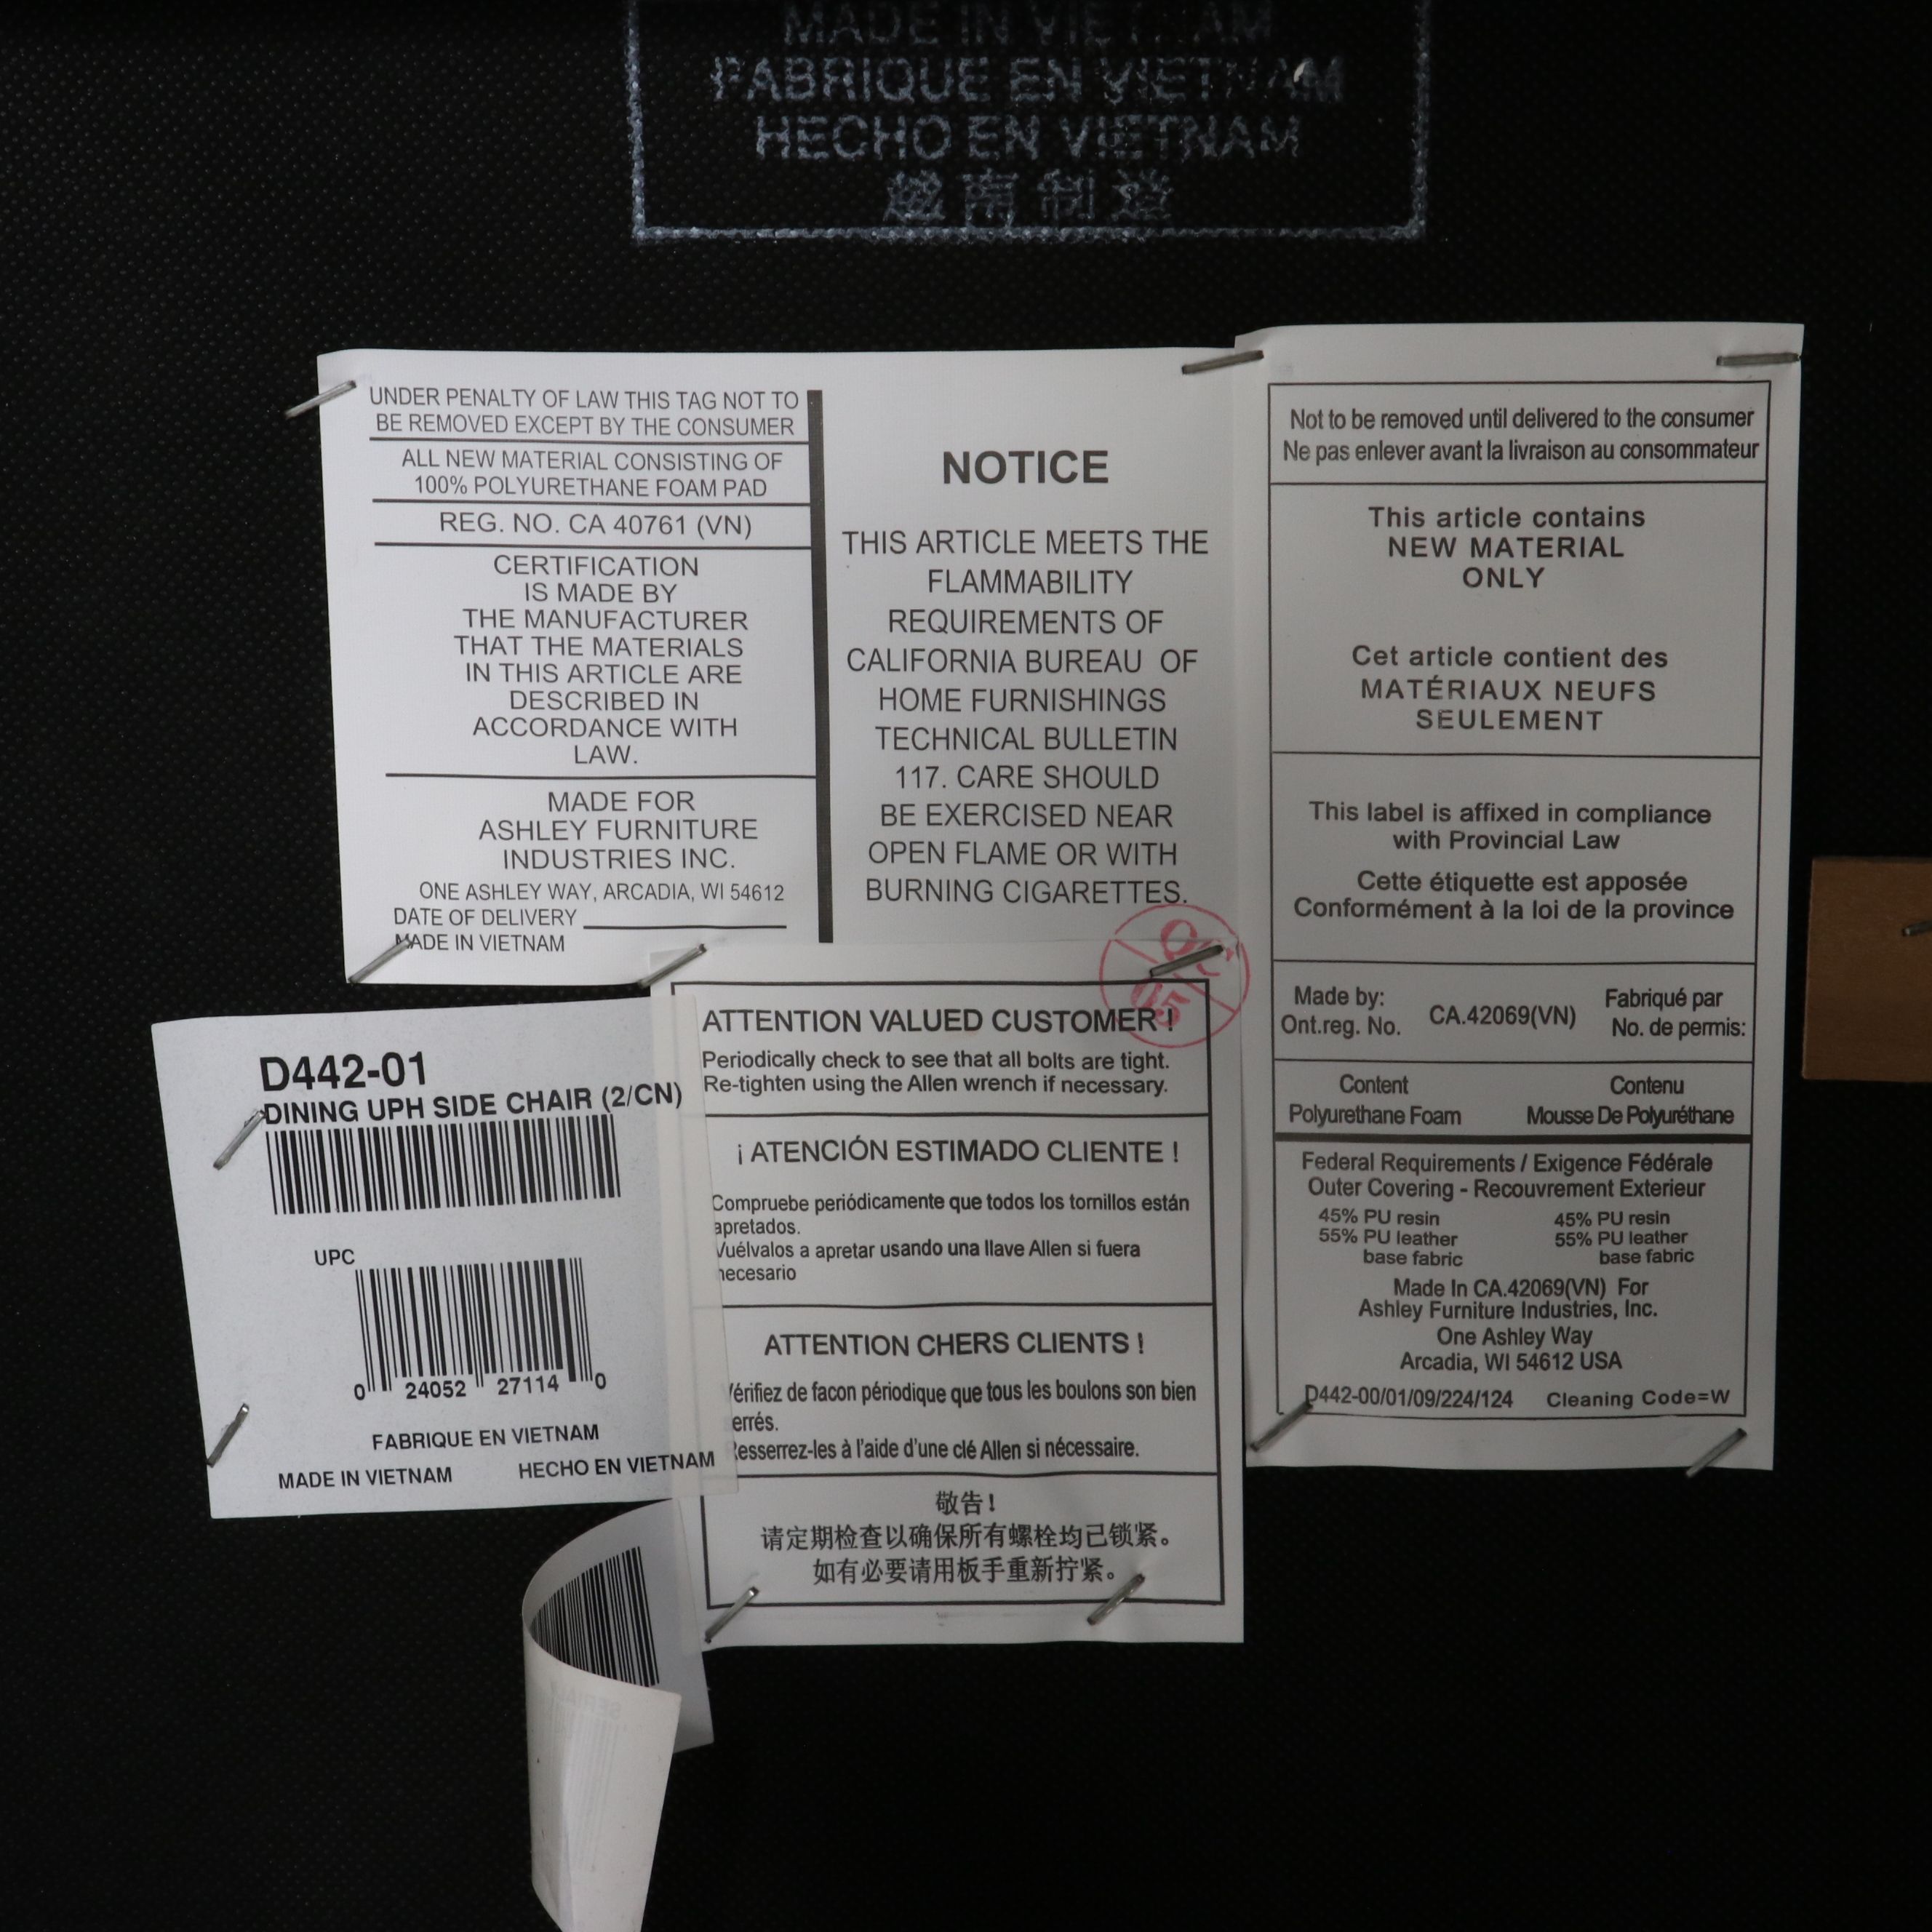 MADE IN VIETNAM
FABRIQUE EN VIETNAM
HECHO EN VIETNAM
越南制造
UNDER PENALTY OF LAW THIS TAG NOT TO
BE REMOVED EXCEPT BY THE CONSUMER
ALL NEW MATERIAL CONSISTING OF
100% POLYURETHANE FOAM PAD
REG. NO. CA 40761 (VN)
CERTIFICATION
IS MADE BY
THE MANUFACTURER
THAT THE MATERIALS
IN THIS ARTICLE ARE
DESCRIBED IN
ACCORDANCE WITH
LAW.
MADE FOR
ASHLEY FURNITURE
INDUSTRIES INC.
ONE ASHLEY WAY, ARCADIA, WI 54612
DATE OF DELIVERY
MADE IN VIETNAM
NOTICE
THIS ARTICLE MEETS THE
FLAMMABILITY
REQUIREMENTS OF
CALIFORNIA BUREAU OF
HOME FURNISHINGS
TECHNICAL BULLETIN
117. CARE SHOULD
BE EXERCISED NEAR
OPEN FLAME OR WITH
BURNING CIGARETTES.
Not to be removed until delivered to the consumer
Ne pas enlever avant la livraison au consommateur
This article contains
NEW MATERIAL
ONLY
Cet article contient des
MATÉRIAUX NEUFS
SEULEMENT
This label is affixed in compliance
with Provincial Law
Cette étiquette est apposée
Conformément à la loi de la province
Made by: Fabriqué par
Ont.reg. No. CA.42069(VN) No. de permis:
Content Contenu
Polyurethane Foam Mousse De Polyuréthane
Federal Requirements / Exigence Fédérale
Outer Covering - Recouvrement Exterieur
45% PU resin 45% PU resin
55% PU leather 55% PU leather
base fabric base fabric
Made In CA.42069(VN) For
Ashley Furniture Industries, Inc.
One Ashley Way
Arcadia, WI 54612 USA
D442-00/01/09/224/124 Cleaning Code=W
QC
05
D442-01
DINING UPH SIDE CHAIR (2/CN)
UPC
0 24052 27114 0
FABRIQUE EN VIETNAM
MADE IN VIETNAM HECHO EN VIETNAM
ATTENTION VALUED CUSTOMER !
Periodically check to see that all bolts are tight.
Re-tighten using the Allen wrench if necessary.
¡ ATENCIÓN ESTIMADO CLIENTE !
Compruebe periódicamente que todos los tornillos están
apretados.
Vuélvalos a apretar usando una llave Allen si fuera
necesario
ATTENTION CHERS CLIENTS !
Vérifiez de facon périodique que tous les boulons son bien
errés.
Resserrez-les à l'aide d'une clé Allen si nécessaire.
敬告！
请定期检查以确保所有螺栓均已锁紧。
如有必要请用板手重新拧紧。